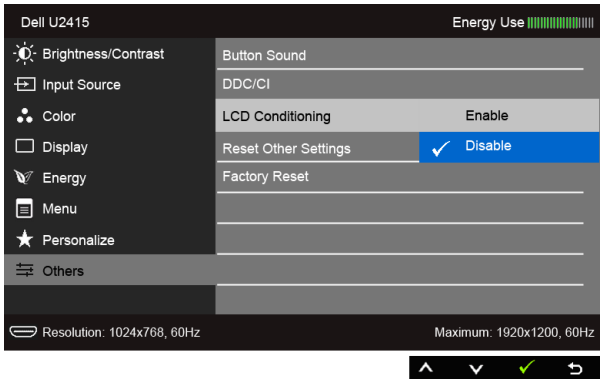 Dell U2415
Energy Use
Brightness/Contrast
Input Source
Color
Display
Energy
Menu
Personalize
Others
Button Sound
DDC/CI
LCD Conditioning
Enable
Disable
Reset Other Settings
Factory Reset
Resolution: 1024x768, 60Hz
Maximum: 1920x1200, 60Hz